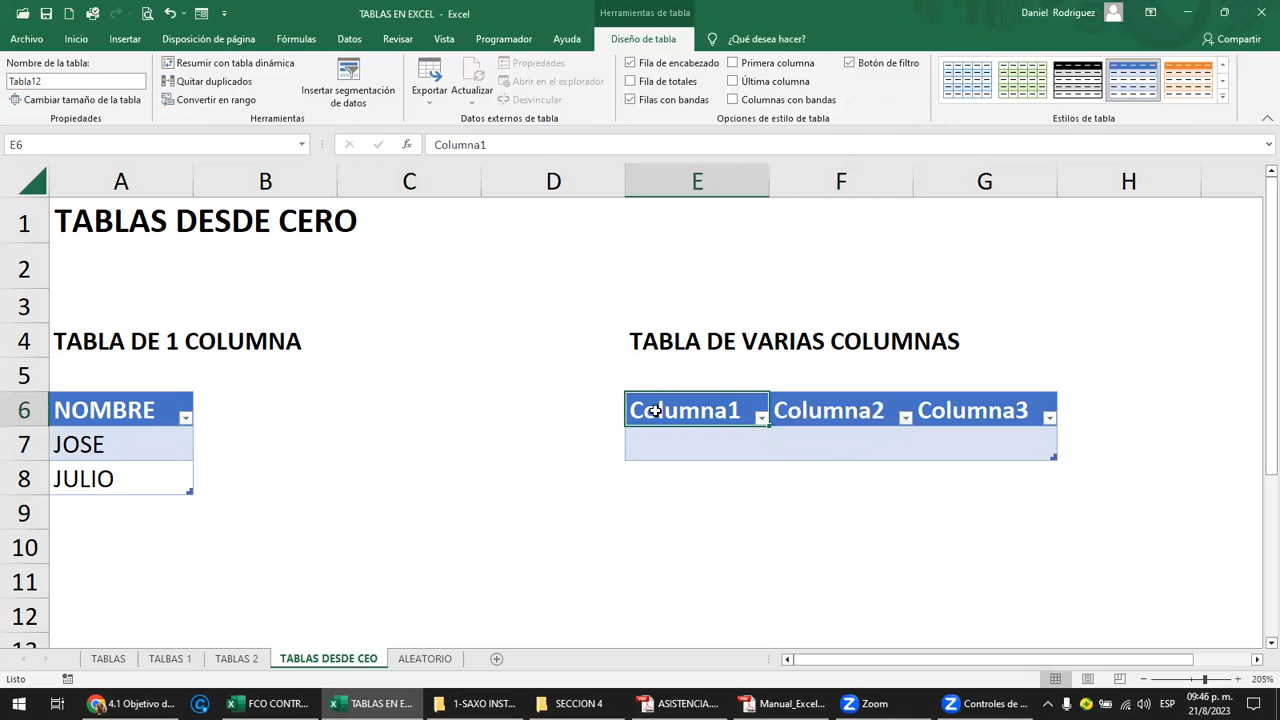 TABLAS EN EXCEL - Excel
Herramientas de tabla
Daniel Rodriguez
Archivo Inicio Insertar Disposición de página Fórmulas Datos Revisar Vista Programador Ayuda Diseño de tabla ¿Qué desea hacer? Compartir
Nombre de la tabla:
Tabla12
Cambiar tamaño de la tabla
Propiedades
Resumir con tabla dinámica
Quitar duplicados
Convertir en rango
Insertar segmentación
de datos
Herramientas
Exportar
Actualizar
Propiedades
Abrir en el explorador
Desvincular
Datos externos de tabla
Fila de encabezado
Fila de totales
Filas con bandas
Primera columna
Última columna
Columnas con bandas
Botón de filtro
Opciones de estilo de tabla
Estilos de tabla
E6
fx
Columna1
A B C D E F G H
1 TABLAS DESDE CERO
2
3
4 TABLA DE 1 COLUMNA TABLA DE VARIAS COLUMNAS
5
6 NOMBRE Columna1 Columna2 Columna3
7 JOSE
8 JULIO
9
10
11
12
13
TABLAS TALBAS 1 TABLAS 2 TABLAS DESDE CEO ALEATORIO
Listo
205%
4.1 Objetivo d...
FCO CONTR...
TABLAS EN E...
1-SAXO INST...
SECCION 4
ASISTENCIA....
Manual_Excel...
Zoom
Controles de ...
ESP
09:46 p. m.
21/8/2023